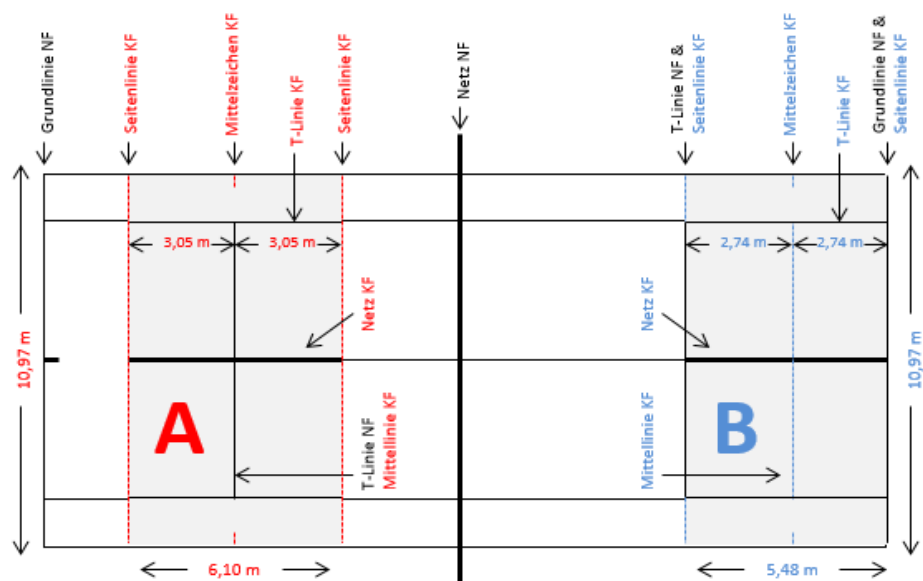 Grundlinie NF
Seitenlinie KF
Mittelzeichen KF
T-Linie KF
Seitenlinie KF
Netz NF
T-Linie NF &
Seitenlinie KF
Mittelzeichen KF
T-Linie KF
Grundlinie NF &
Seitenlinie KF
3,05 m
3,05 m
2,74 m
2,74 m
Netz KF
Netz KF
10,97 m
10,97 m
A
B
T-Linie NF
Mittellinie KF
Mittellinie KF
6,10 m
5,48 m